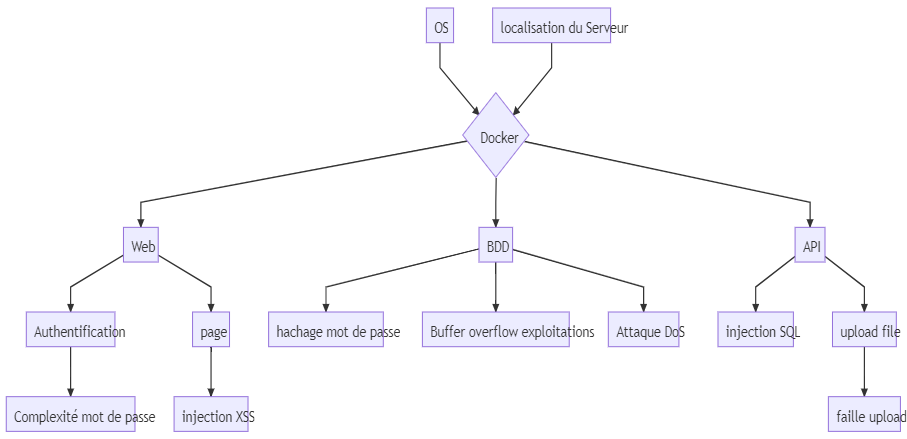 OS
localisation du Serveur
Docker
Web
BDD
API
Authentification
page
hachage mot de passe
Buffer overflow exploitations
Attaque DoS
injection SQL
upload file
Complexité mot de passe
injection XSS
faille upload